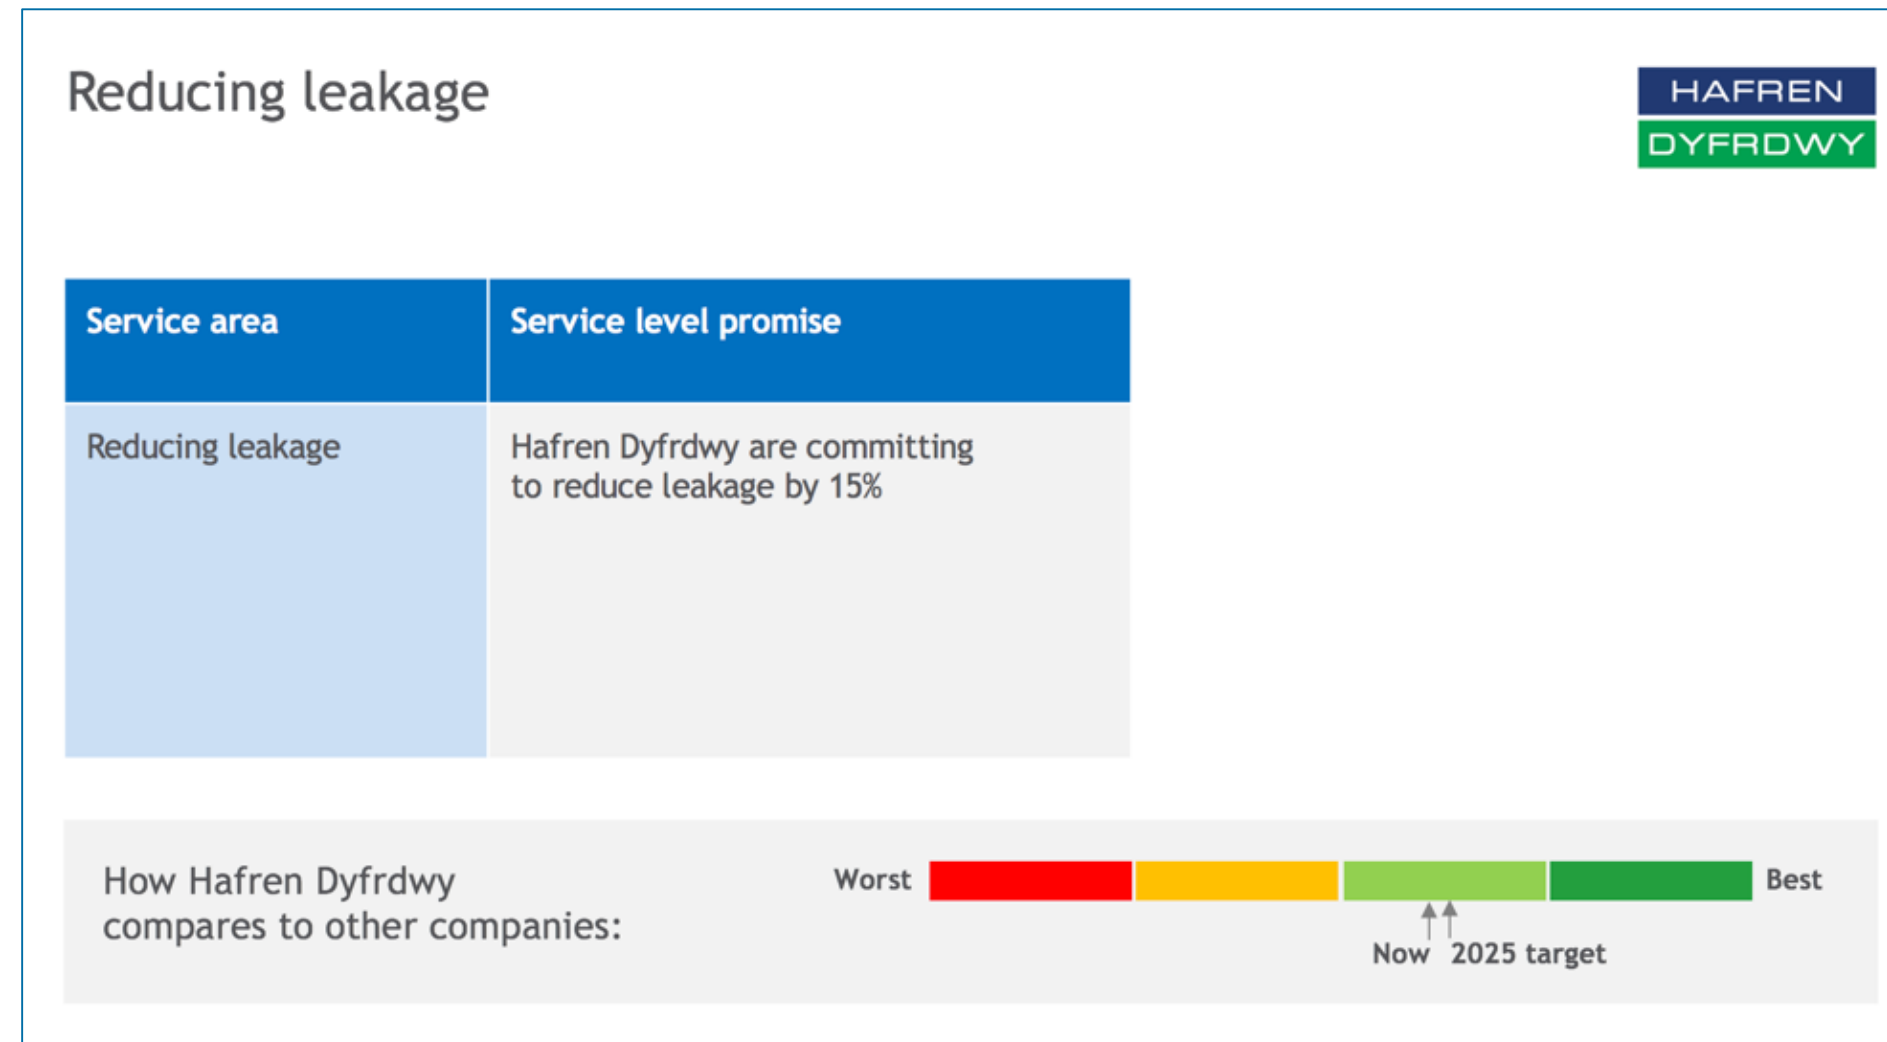 Reducing leakage
HAFREN
DYFRDWY
Service area
Service level promise
Reducing leakage
Hafren Dyfrdwy are committing
to reduce leakage by 15%
How Hafren Dyfrdwy
compares to other companies:
Worst
Best
Now
2025 target